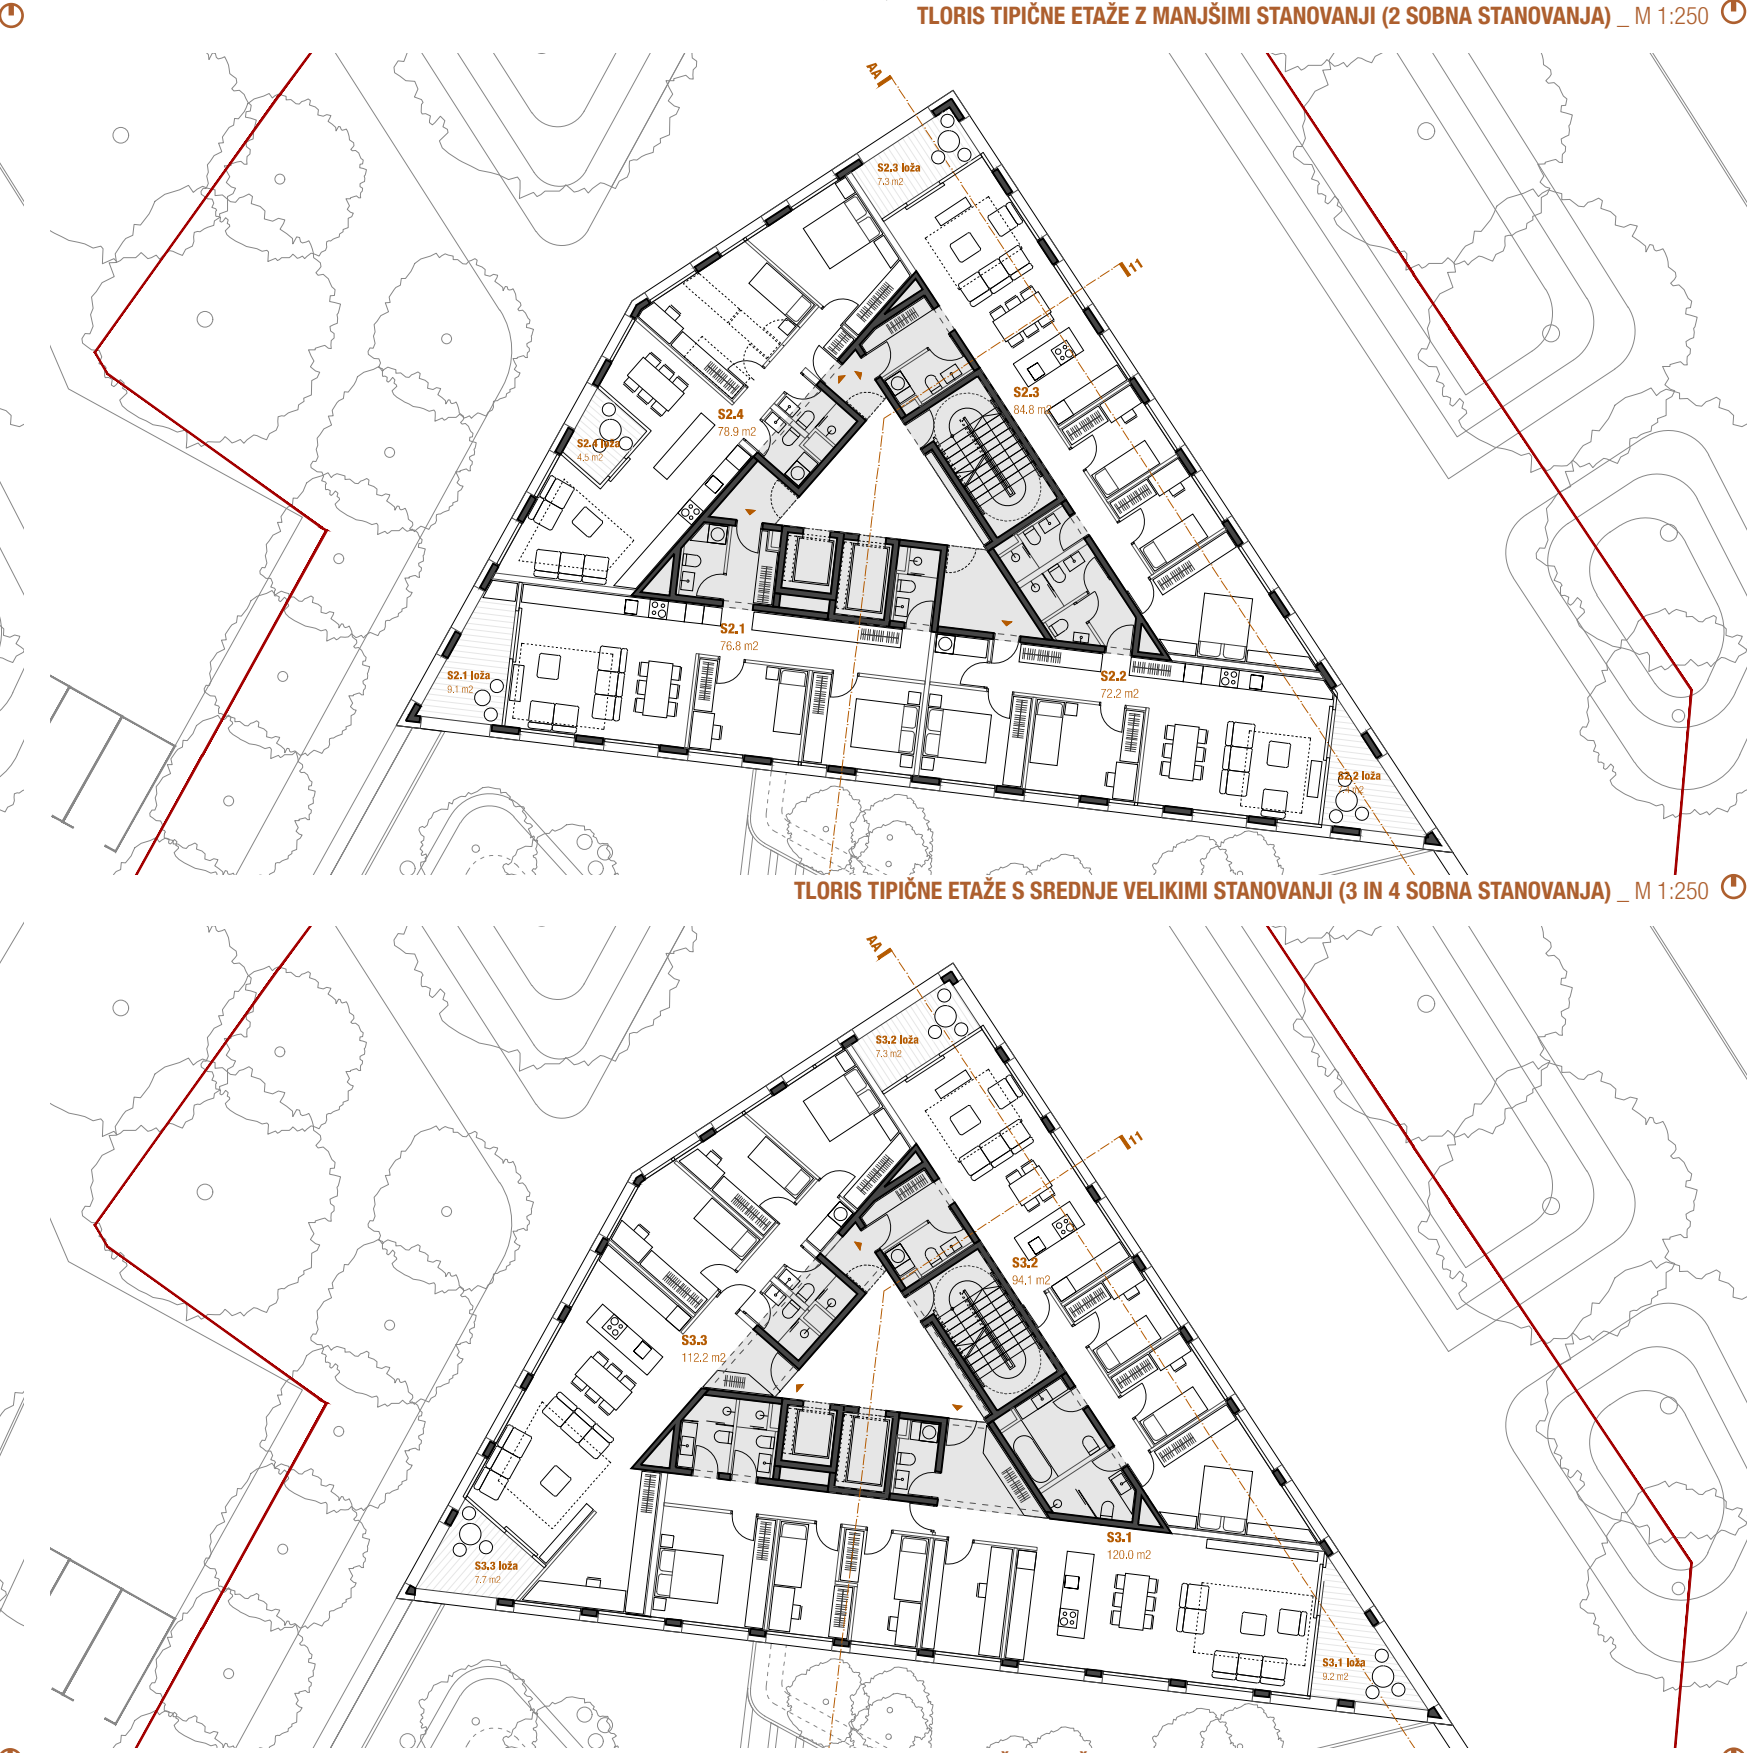 TLORIS TIPIČNE ETAŽE Z MANJŠIMI STANOVANJI (2 SOBNA STANOVANJA) _ M 1:250
AA
S2.3 loža
7.3 m2
11
S2.3
84.8 m2
S2.4
78.9 m2
S2.4 loža
4.5 m2
S2.1
76.8 m2
S2.1 loža
9.1 m2
S2.2
72.2 m2
S2.2 loža
TLORIS TIPIČNE ETAŽE S SREDNJE VELIKIMI STANOVANJI (3 IN 4 SOBNA STANOVANJA) _ M 1:250
AA
S3.2 loža
7.3 m2
11
S3.2
94.1 m2
S3.3
112.2 m2
S3.1
120.0 m2
S3.3 loža
7.7 m2
S3.1 loža
9.2 m2